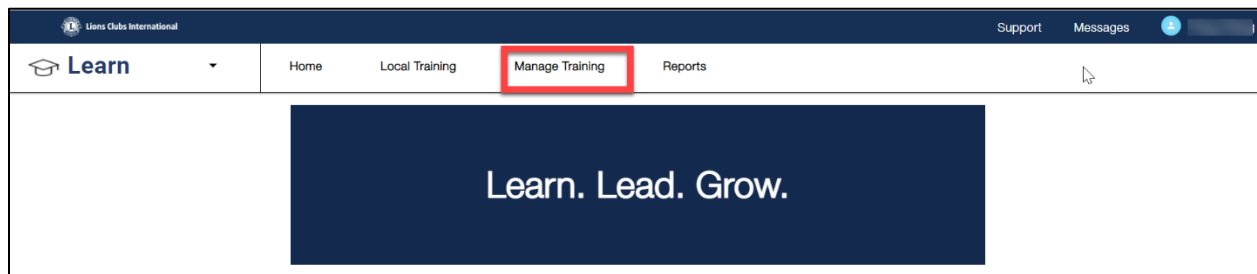 Lions Clubs International
Support Messages
Learn Home Local Training Manage Training Reports
Learn. Lead. Grow.